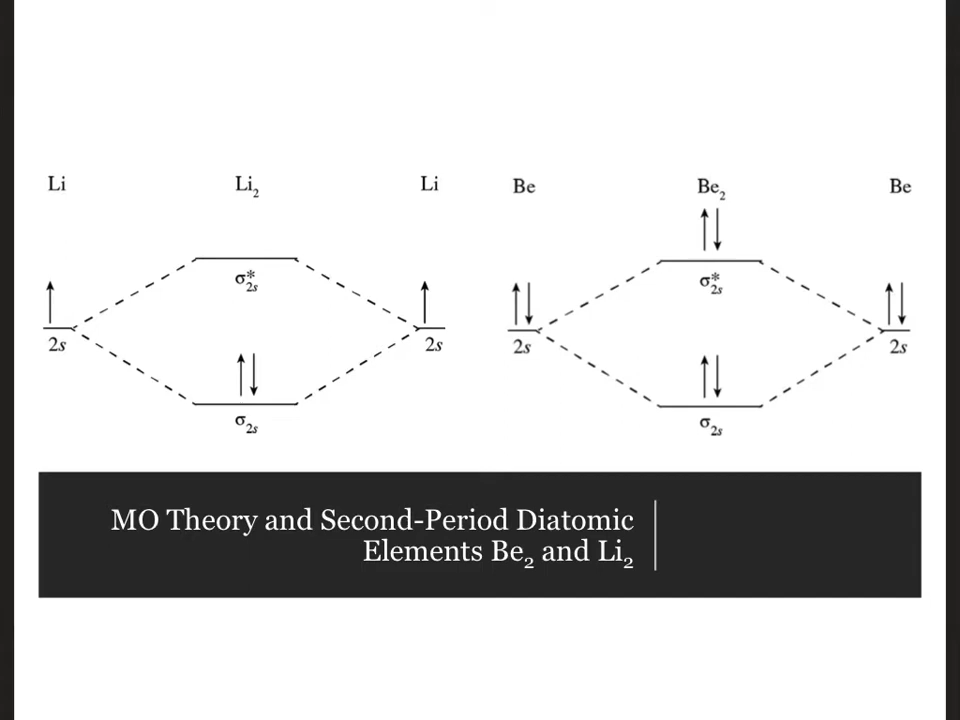 Li Li₂ Li
σ*₂s
2s 2s
σ₂s
Be Be₂ Be
σ*₂s
2s 2s
σ₂s
MO Theory and Second-Period Diatomic
Elements Be₂ and Li₂